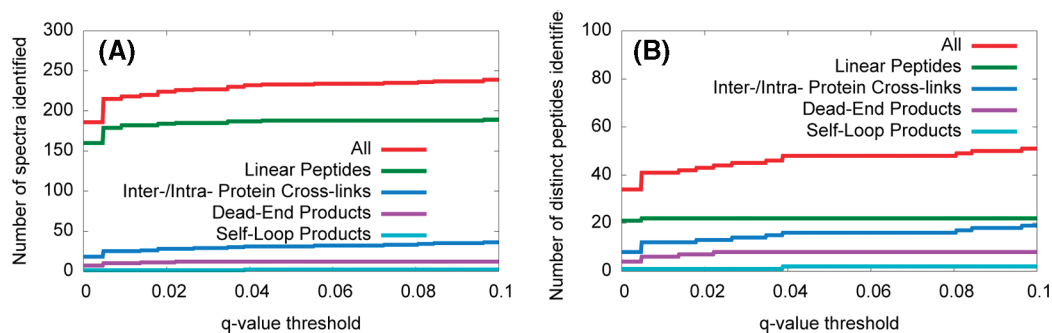 (A)
Number of spectra identified
300
250
200
150
100
50
0
All
Linear Peptides
Inter-/Intra- Protein Cross-links
Dead-End Products
Self-Loop Products
0 0.02 0.04 0.06 0.08 0.1
q-value threshold
(B)
Number of distinct peptides identifie
100
80
60
40
20
0
All
Linear Peptides
Inter-/Intra- Protein Cross-links
Dead-End Products
Self-Loop Products
0 0.02 0.04 0.06 0.08 0.1
q-value threshold